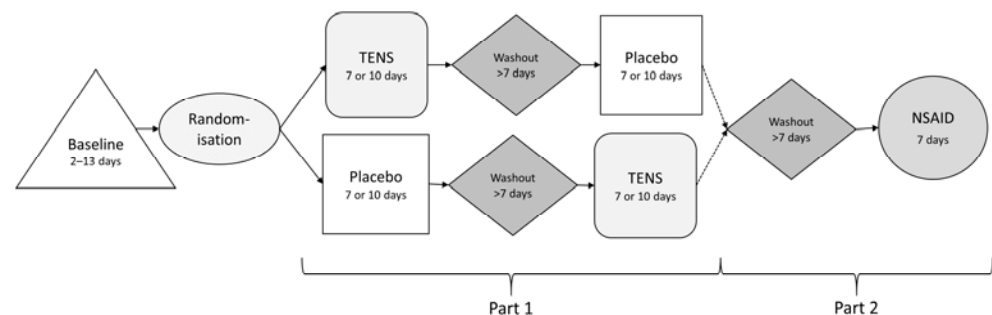 Baseline
2–13 days
Random-
isation
TENS
7 or 10 days
Washout
>7 days
Placebo
7 or 10 days
Placebo
7 or 10 days
Washout
>7 days
TENS
7 or 10 days
Washout
>7 days
NSAID
7 days
Part 1
Part 2